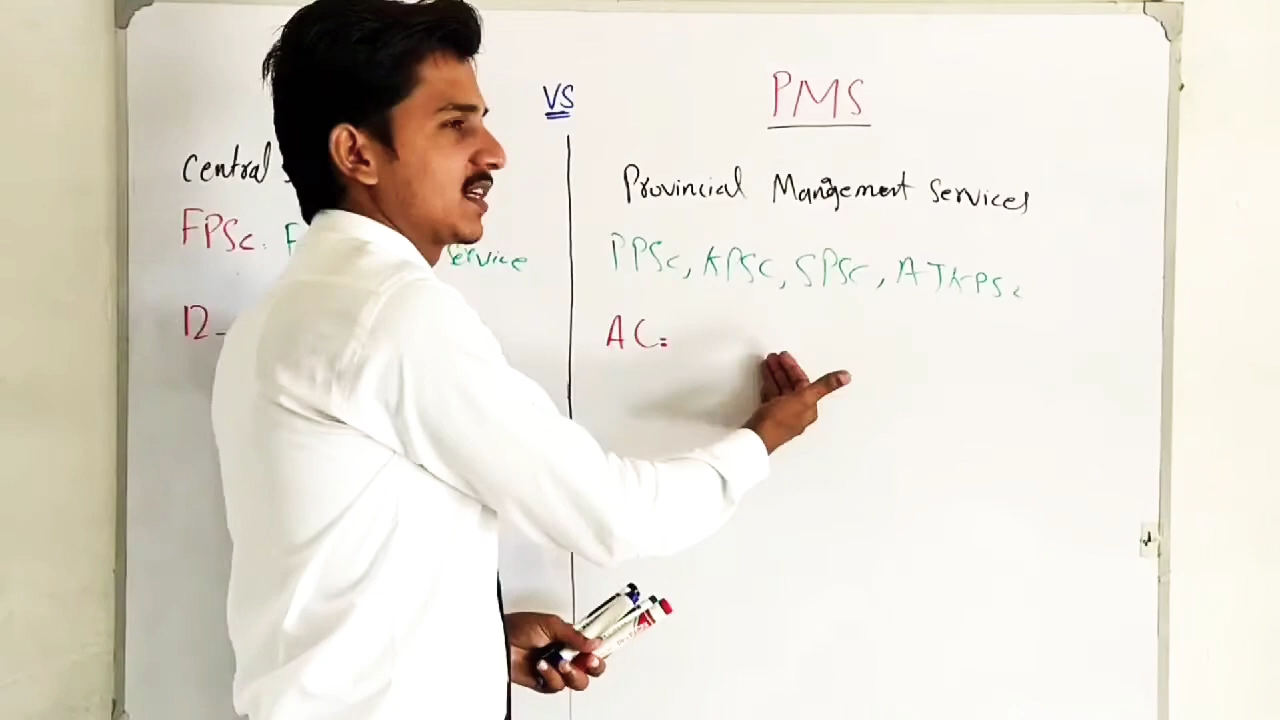 VS
PMS
Central
FPSC. F
Service
12-
Provincial Mangement Services
PPSC, KPSC, SPSC, AJKPSC
AC: